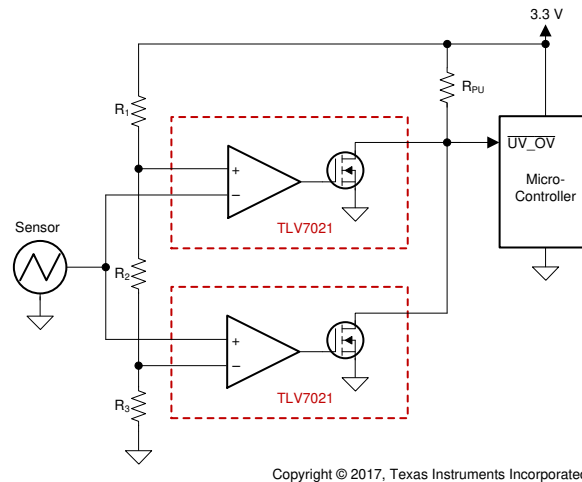 3.3 V
R1
RPU
UV_OV
Micro-
Controller
+
−
TLV7021
Sensor
R2
+
−
TLV7021
R3
Copyright © 2017, Texas Instruments Incorporated